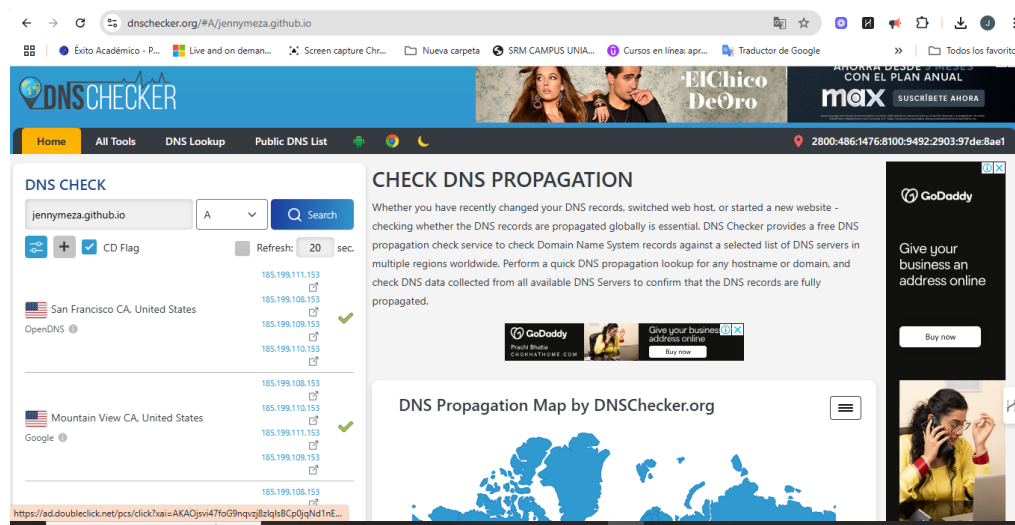 dnschecker.org/#A/jennymeza.github.io
Éxito Académico - P...
Live and on deman...
Screen capture Chr...
Nueva carpeta
SRM CAMPUS UNIA...
Cursos en línea: apr...
Traductor de Google
»
Todos los favorito
DNSCHECKER
ElChico
DeOro
AHORRA DESDE 3 MESES
CON EL PLAN ANUAL
max
SUSCRÍBETE AHORA
Home
All Tools
DNS Lookup
Public DNS List
2800:486:1476:8100:9492:2903:97de:8ae1
DNS CHECK
jennymeza.github.io
A
Search
CD Flag
Refresh: 20 sec.
San Francisco CA, United States
OpenDNS
185.199.111.153
185.199.108.153
185.199.109.153
185.199.110.153
Mountain View CA, United States
Google
185.199.108.153
185.199.110.153
185.199.111.153
185.199.109.153
185.199.108.153
https://ad.doubleclick.net/pcs/click?xai=AKAOjsvi47foG9nqvzj8zlqls8Cp0jqNd1nE...
CHECK DNS PROPAGATION
Whether you have recently changed your DNS records, switched web host, or started a new website -
checking whether the DNS records are propagated globally is essential. DNS Checker provides a free DNS
propagation check service to check Domain Name System records against a selected list of DNS servers in
multiple regions worldwide. Perform a quick DNS propagation lookup for any hostname or domain, and
check DNS data collected from all available DNS Servers to confirm that the DNS records are fully
propagated.
GoDaddy
Prachi Bhatia
CHOKHATHOME.COM
Give your business
address online
Buy now
DNS Propagation Map by DNSChecker.org
GoDaddy
Give your
business an
address online
Buy now